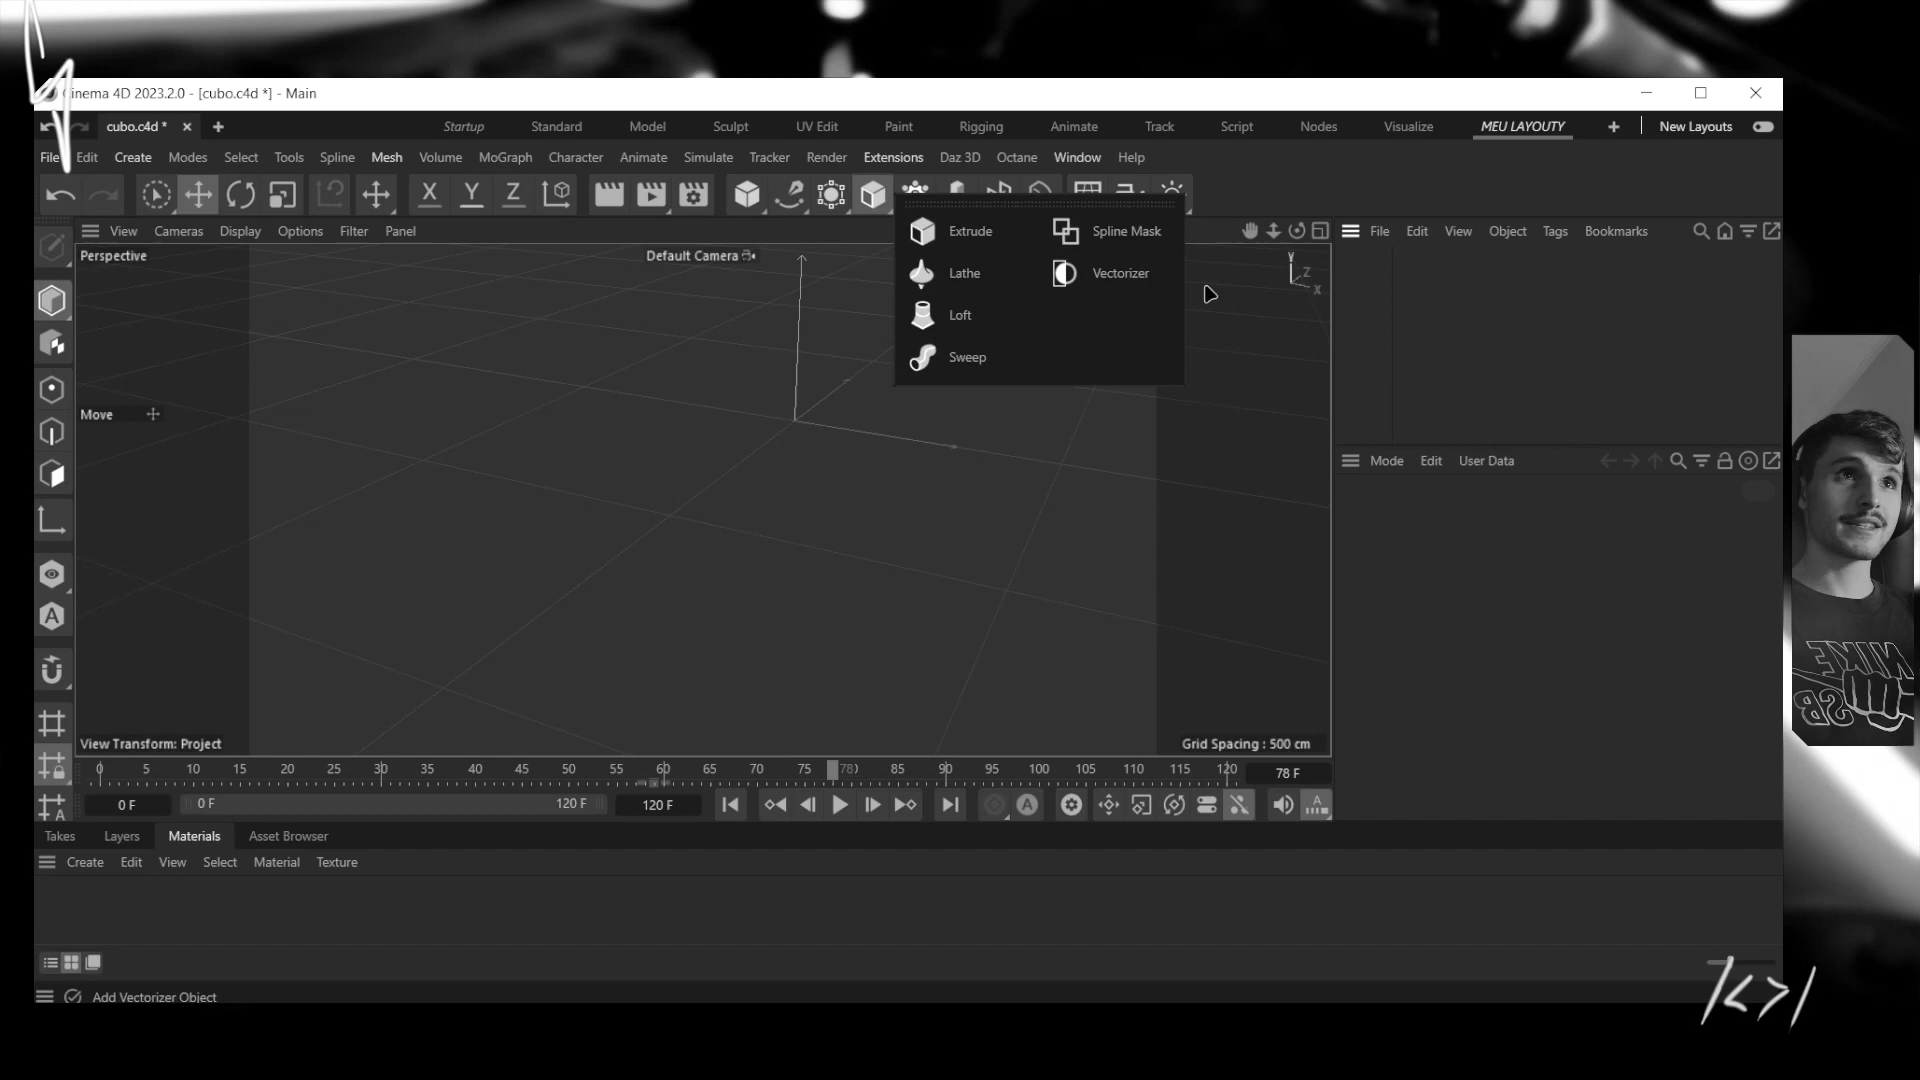 Cinema 4D 2023.2.0 - [cubo.c4d *] - Main
cubo.c4d *
Startup Standard Model Sculpt UV Edit Paint Rigging Animate Track Script Nodes Visualize MEU LAYOUTY New Layouts
File Edit Create Modes Select Tools Spline Mesh Volume MoGraph Character Animate Simulate Tracker Render Extensions Daz 3D Octane Window Help
X Y Z
View Cameras Display Options Filter Panel
File Edit View Object Tags Bookmarks
Perspective
Default Camera
Extrude Spline Mask
Lathe Vectorizer
Loft
Sweep
Y
Z
X
Move
Mode Edit User Data
A
View Transform: Project
Grid Spacing : 500 cm
0 5 10 15 20 25 30 35 40 45 50 55 60 65 70 75 78 85 90 95 100 105 110 115 120 78 F
A
0 F 0 F 120 F 120 F A A
Takes Layers Materials Asset Browser
Create Edit View Select Material Texture
Add Vectorizer Object
NIKE
SB